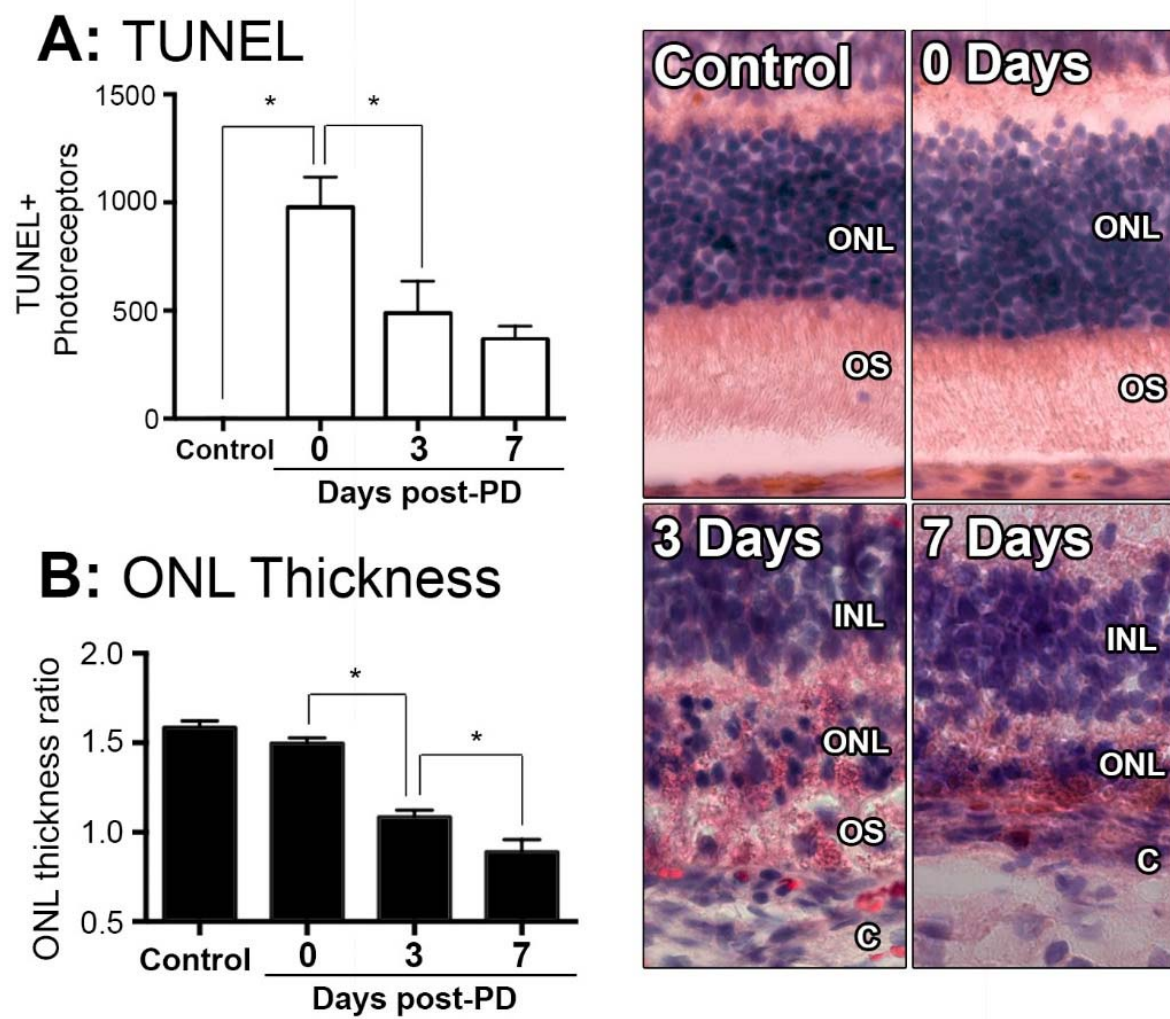 A: TUNEL
TUNEL+
Photoreceptors
1500
1000
500
0
* *
Control 0 3 7
Days post-PD
B: ONL Thickness
ONL thickness ratio
2.0
1.5
1.0
0.5
* *
Control 0 3 7
Days post-PD
Control
ONL
OS
0 Days
ONL
OS
3 Days
INL
ONL
OS
C
7 Days
INL
ONL
C